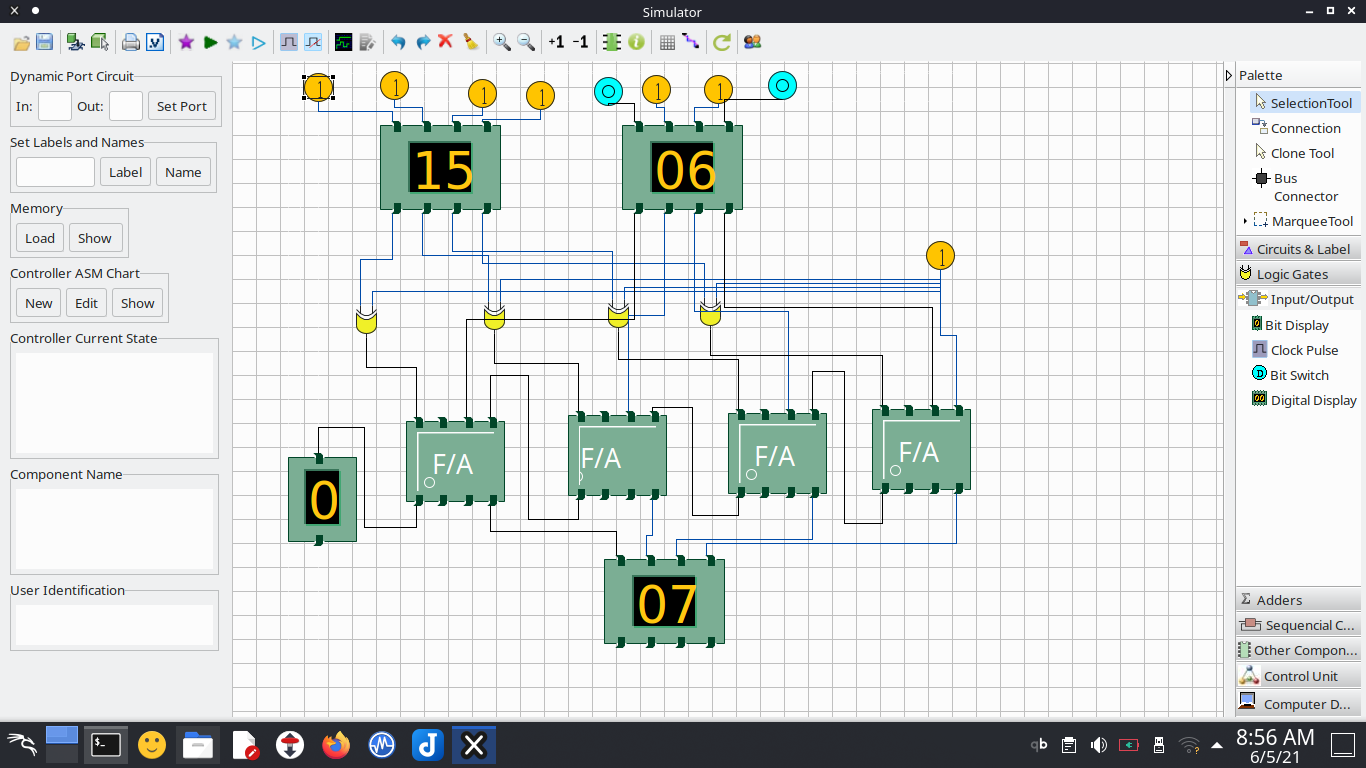 Simulator
+1 -1
Dynamic Port Circuit
In: Out: Set Port
Set Labels and Names
Label Name
Memory
Load Show
Controller ASM Chart
New Edit Show
Controller Current State
Component Name
User Identification
1 1 1 1 0 1 1 0
15 06
1
F/A F/A F/A F/A
0
07
Palette
SelectionTool
Connection
Clone Tool
Bus
Connector
MarqueeTool
Circuits & Label
Logic Gates
Input/Output
Bit Display
Clock Pulse
Bit Switch
Digital Display
Adders
Sequential C...
Other Compon...
Control Unit
Computer D...
qb
8:56 AM
6/5/21